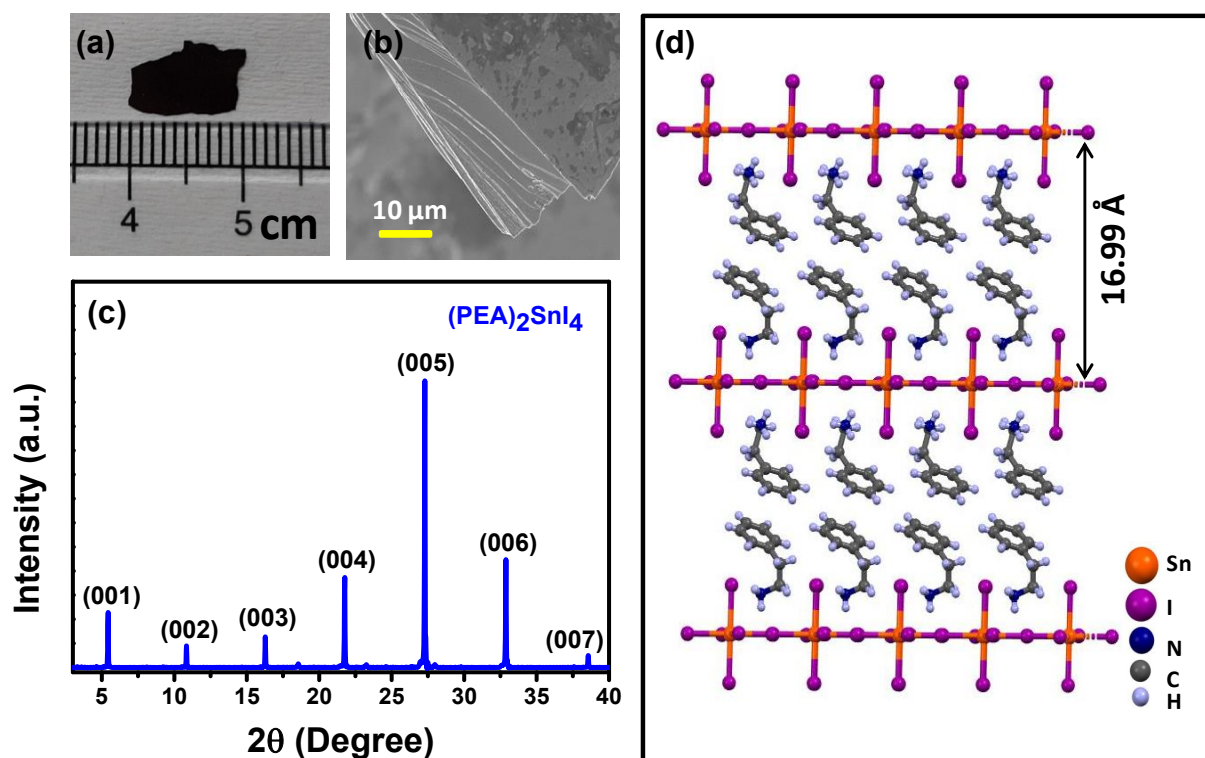 (a)
4 5 cm
(b)
10 µm
(c)
(PEA)₂SnI₄
(001)
(002)
(003)
(004)
(005)
(006)
(007)
Intensity (a.u.)
5 10 15 20 25 30 35 40
2θ (Degree)
(d)
16.99 Å
Sn
I
N
C
H